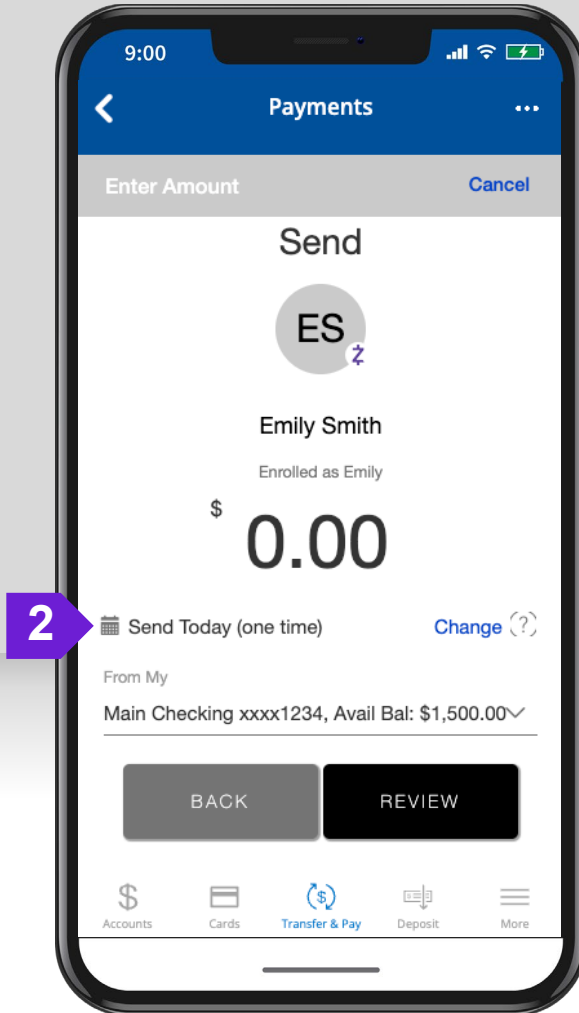 9:00
Payments
Enter Amount Cancel
Send
ES
Emily Smith
Enrolled as Emily
$ 0.00
2
Send Today (one time) Change (?)
From My
Main Checking xxxx1234, Avail Bal: $1,500.00
BACK REVIEW
Accounts Cards Transfer & Pay Deposit More